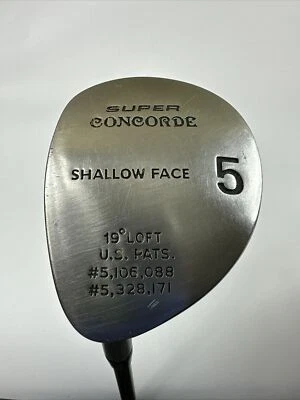 SUPER
CONCORDE
SHALLOW FACE 5
19° LOFT
U.S. PATS.
#5,106,088
#5,328,171